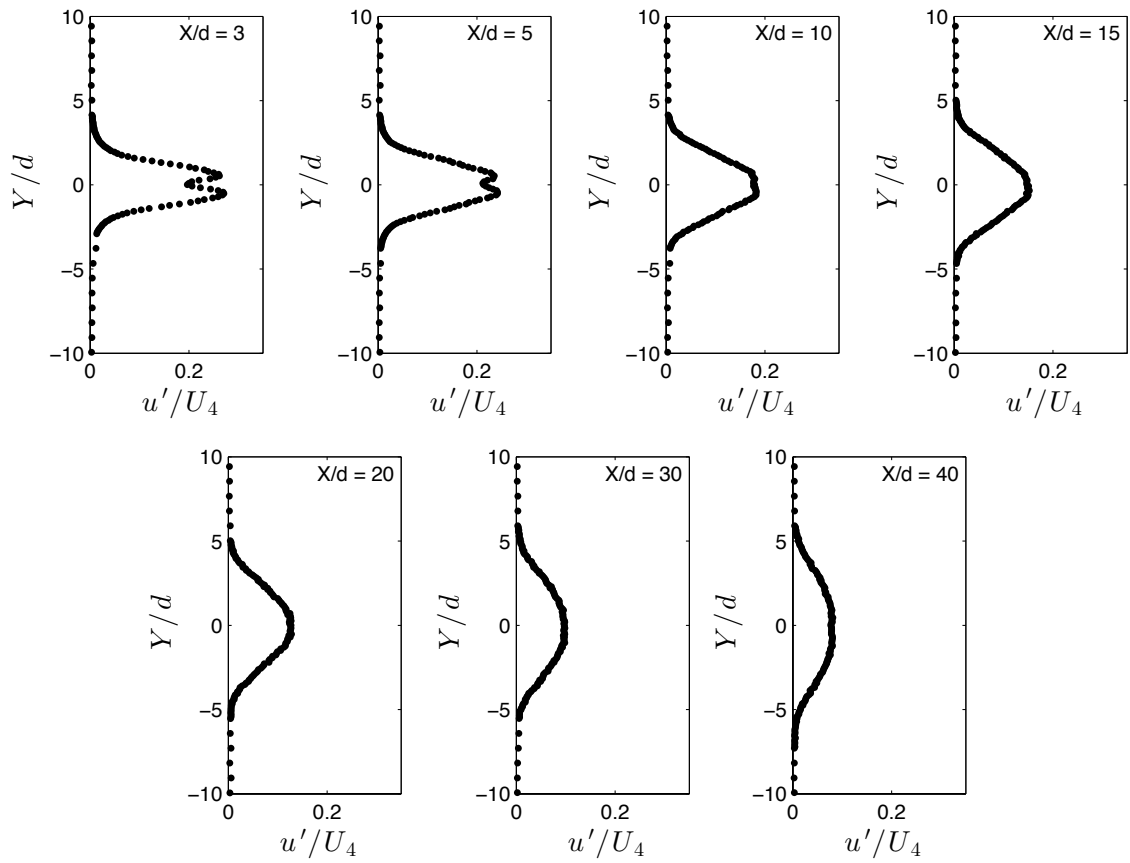 10 X/d = 3 10 X/d = 5 10 X/d = 10 10 X/d = 15
5 5 5 5
Y/d 0 Y/d 0 Y/d 0 Y/d 0
−5 −5 −5 −5
−10 −10 −10 −10
0 0.2 0 0.2 0 0.2 0 0.2
u′/U₄ u′/U₄ u′/U₄ u′/U₄
10 X/d = 20 10 X/d = 30 10 X/d = 40
5 5 5
Y/d 0 Y/d 0 Y/d 0
−5 −5 −5
−10 −10 −10
0 0.2 0 0.2 0 0.2
u′/U₄ u′/U₄ u′/U₄